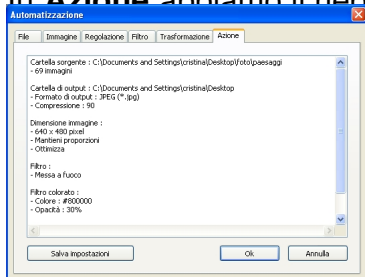 Azione
Automatizzazione
File Immagine Regolazione Filtro Trasformazione Azione
Cartella sorgente : C:\Documents and Settings\cristina\Desktop\foto\paesaggi
- 69 immagini
Cartella di output : C:\Documents and Settings\cristina\Desktop
- Formato di output : JPEG (*.jpg)
- Compressione : 90
Dimensione immagine :
- 640 x 480 pixel
- Mantieni proporzioni
- Ottimizza
Filtro :
- Messa a fuoco
Filtro colorato :
- Colore : #800000
- Opacità : 30%
Salva impostazioni Ok Annulla